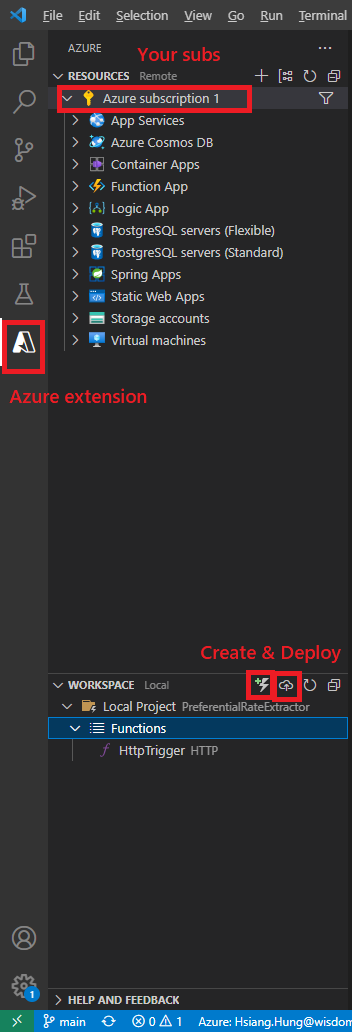 File Edit View Go Run Terminal
AZURE
Your subs
RESOURCES Remote
Azure subscription 1
App Services
Azure Cosmos DB
Container Apps
Function App
Logic App
PostgreSQL servers (Flexible)
PostgreSQL servers (Standard)
Spring Apps
Static Web Apps
Storage accounts
Virtual machines
Azure extension
Create & Deploy
WORKSPACE Local
Local Project PreferentialRateExtractor
Functions
HttpTrigger HTTP
HELP AND FEEDBACK
1
main 0 1 Azure: Hsiang.Hung@wisdom